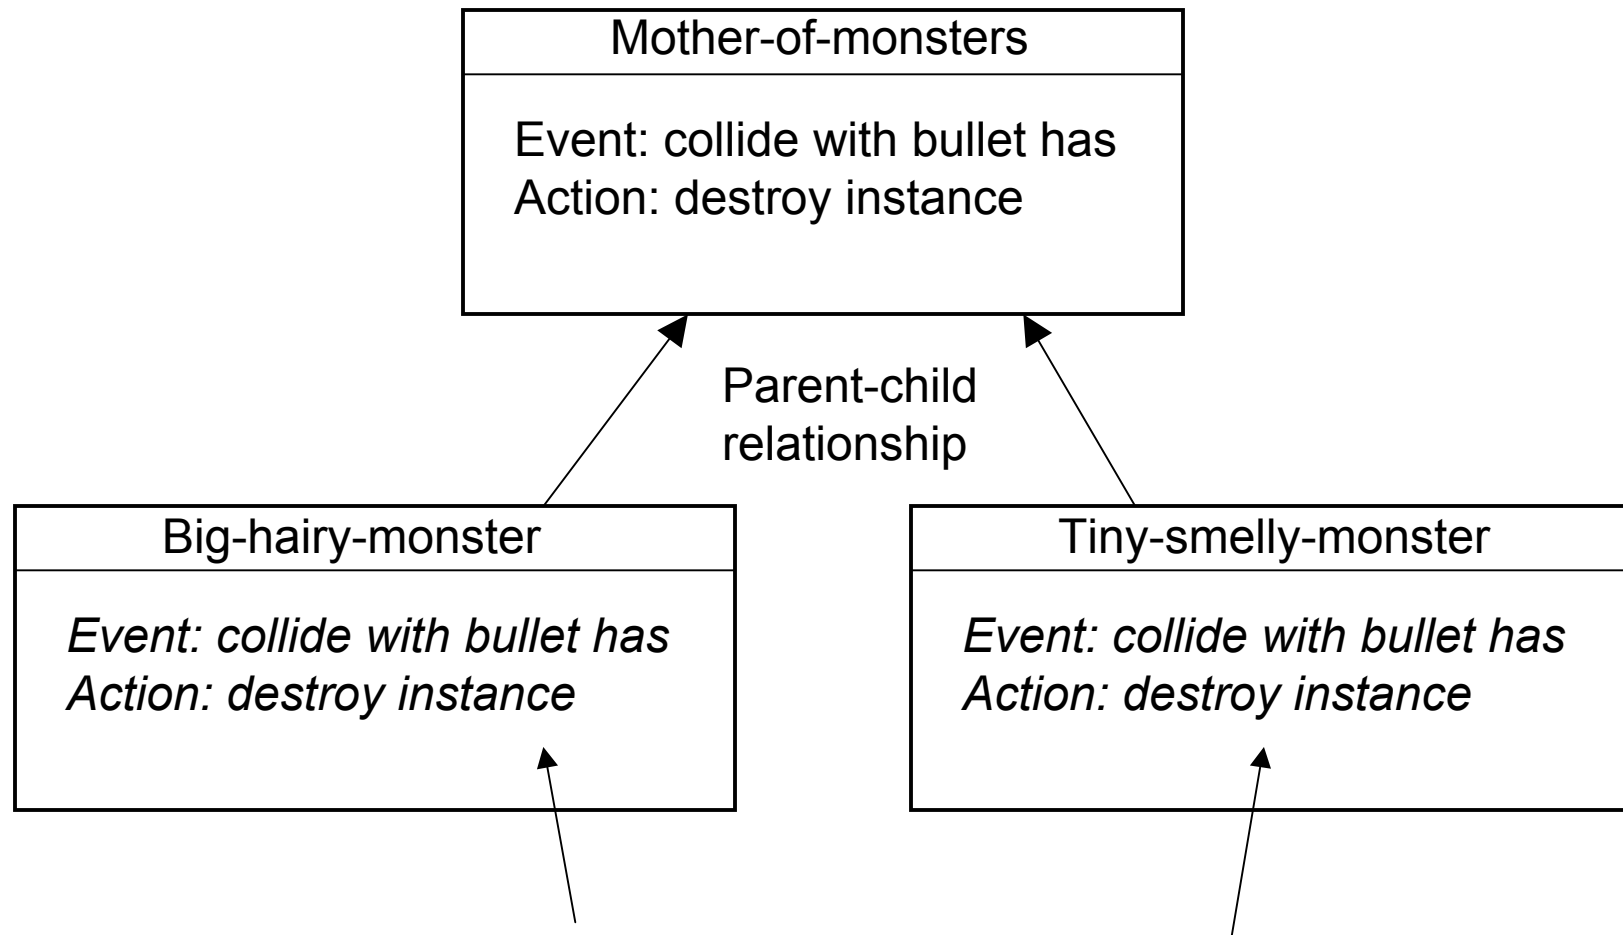 Mother-of-monsters
Event: collide with bullet has
Action: destroy instance
Parent-child
relationship
Big-hairy-monster
Event: collide with bullet has
Action: destroy instance
Tiny-smelly-monster
Event: collide with bullet has
Action: destroy instance